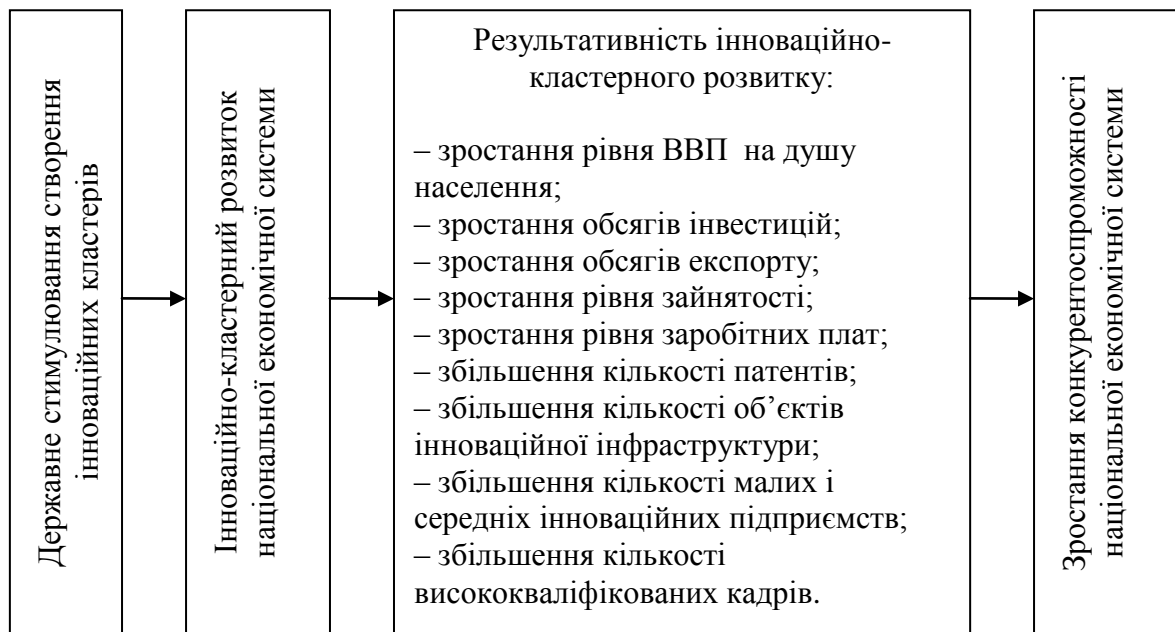 Державне стимулювання створення
інноваційних кластерів
Інноваційно-кластерний розвиток
національної економічної системи
Результативність інноваційно-
кластерного розвитку:
– зростання рівня ВВП на душу
населення;
– зростання обсягів інвестицій;
– зростання обсягів експорту;
– зростання рівня зайнятості;
– зростання рівня заробітних плат;
– збільшення кількості патентів;
– збільшення кількості об’єктів
інноваційної інфраструктури;
– збільшення кількості малих і
середніх інноваційних підприємств;
– збільшення кількості
висококваліфікованих кадрів.
Зростання конкурентоспроможності
національної економічної системи